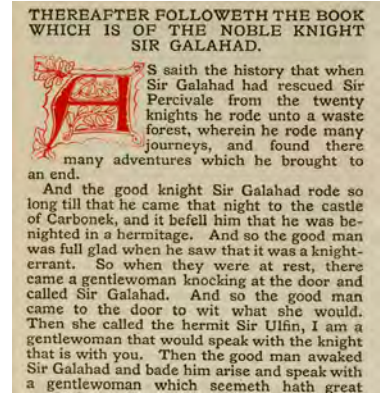 THEREAFTER FOLLOWETH THE BOOK
WHICH IS OF THE NOBLE KNIGHT
SIR GALAHAD.
AS saith the history that when
Sir Galahad had rescued Sir
Percivale from the twenty
knights he rode unto a waste
forest, wherein he rode many
journeys, and found there
many adventures which he brought to
an end.
And the good knight Sir Galahad rode so
long till that he came that night to the castle
of Carbonek, and it befell him that he was be-
nighted in a hermitage. And so the good man
was full glad when he saw that it was a knight-
errant. So when they were at rest, there
came a gentlewoman knocking at the door and
called Sir Galahad. And so the good man
came to the door to wit what she would.
Then she called the hermit Sir Ulfin, I am a
gentlewoman that would speak with the knight
that is with you. Then the good man awaked
Sir Galahad and bade him arise and speak with
a gentlewoman which seemeth hath great